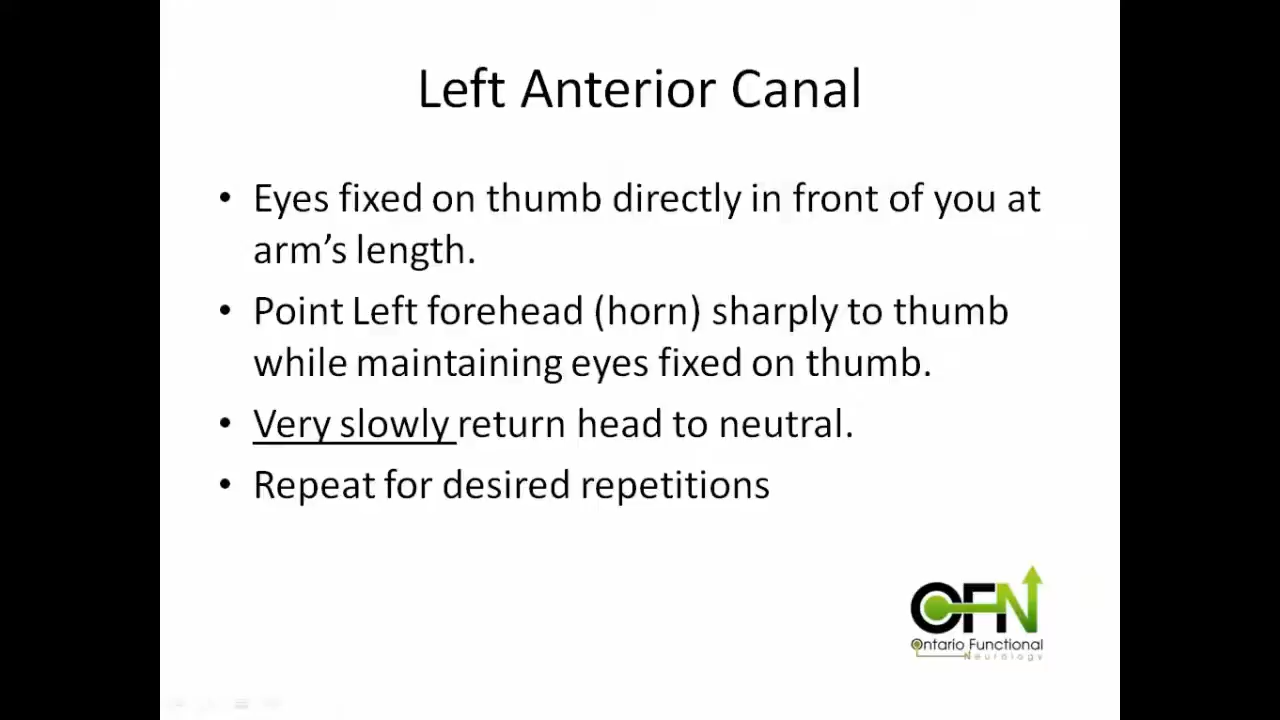 Left Anterior Canal
• Eyes fixed on thumb directly in front of you at
arm’s length.
• Point Left forehead (horn) sharply to thumb
while maintaining eyes fixed on thumb.
• Very slowly return head to neutral.
• Repeat for desired repetitions
OFN
Ontario Functional
Neurology